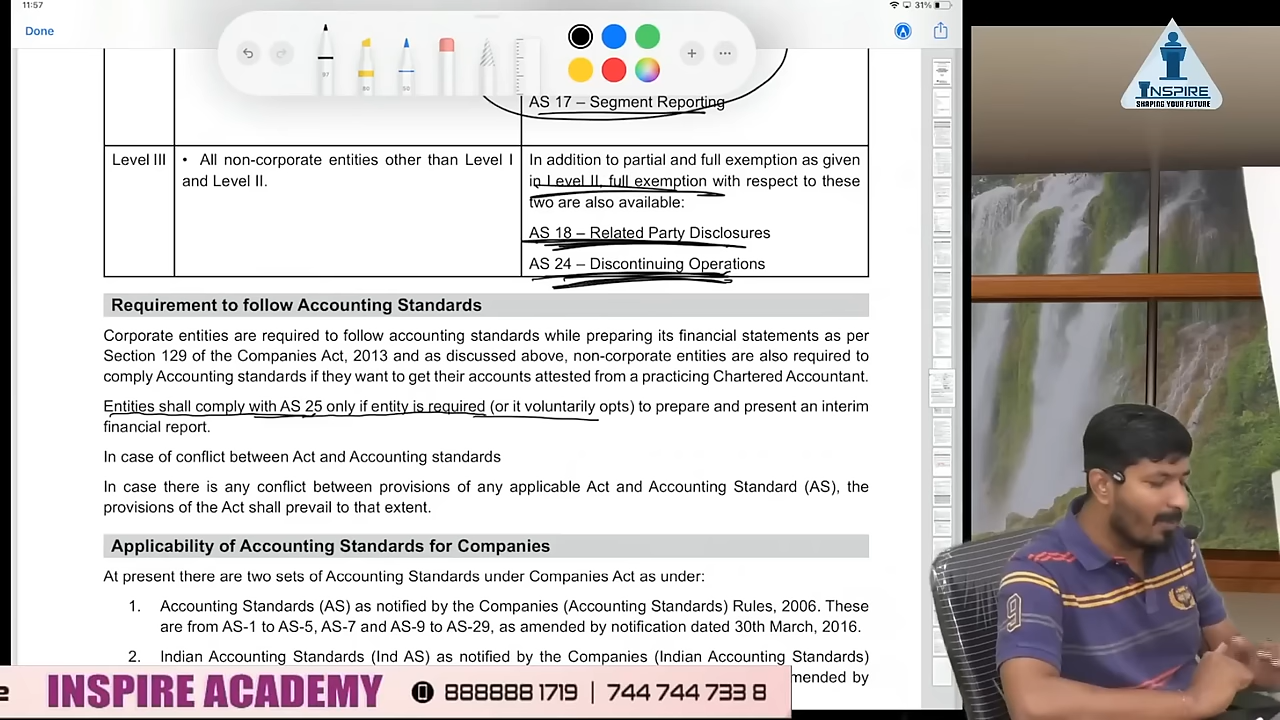 11:57
31%
Done
INSPIRE
SHAPING YOUR FUTURE
AS 17 – Segment Reporting
Level III
• All non-corporate entities other than Level I
and Level II.
In addition to partial end full exemption as given
in Level II, full exemption with respect to these
two are also available:
AS 18 – Related Party Disclosures
AS 24 – Discontinuing Operations
Requirement to follow Accounting Standards
Corporate entities are required to follow accounting standards while preparing its financial statements as per
Section 129 of the Companies Act, 2013 and as discussed above, non-corporate entities are also required to
comply Accounting standards if they want to get their accounts attested from a practicing Chartered Accountant.
Entities shall comply with AS 25 only if entity is required (or it voluntarily opts) to prepare and present an interim
financial report.
In case of conflict between Act and Accounting standards
In case there is any conflict between provisions of any applicable Act and Accounting Standard (AS), the
provisions of the Act shall prevail to that extent.
Applicability of Accounting Standards for Companies
At present there are two sets of Accounting Standards under Companies Act as under:
1. Accounting Standards (AS) as notified by the Companies (Accounting Standards) Rules, 2006. These
are from AS-1 to AS-5, AS-7 and AS-9 to AS-29, as amended by notification dated 30th March, 2016.
2. Indian Accounting Standards (Ind AS) as notified by the Companies (Indian Accounting Standards)
mended by
INSPIRE ACADEMY 888888 1719 | 744 744 733 8
9